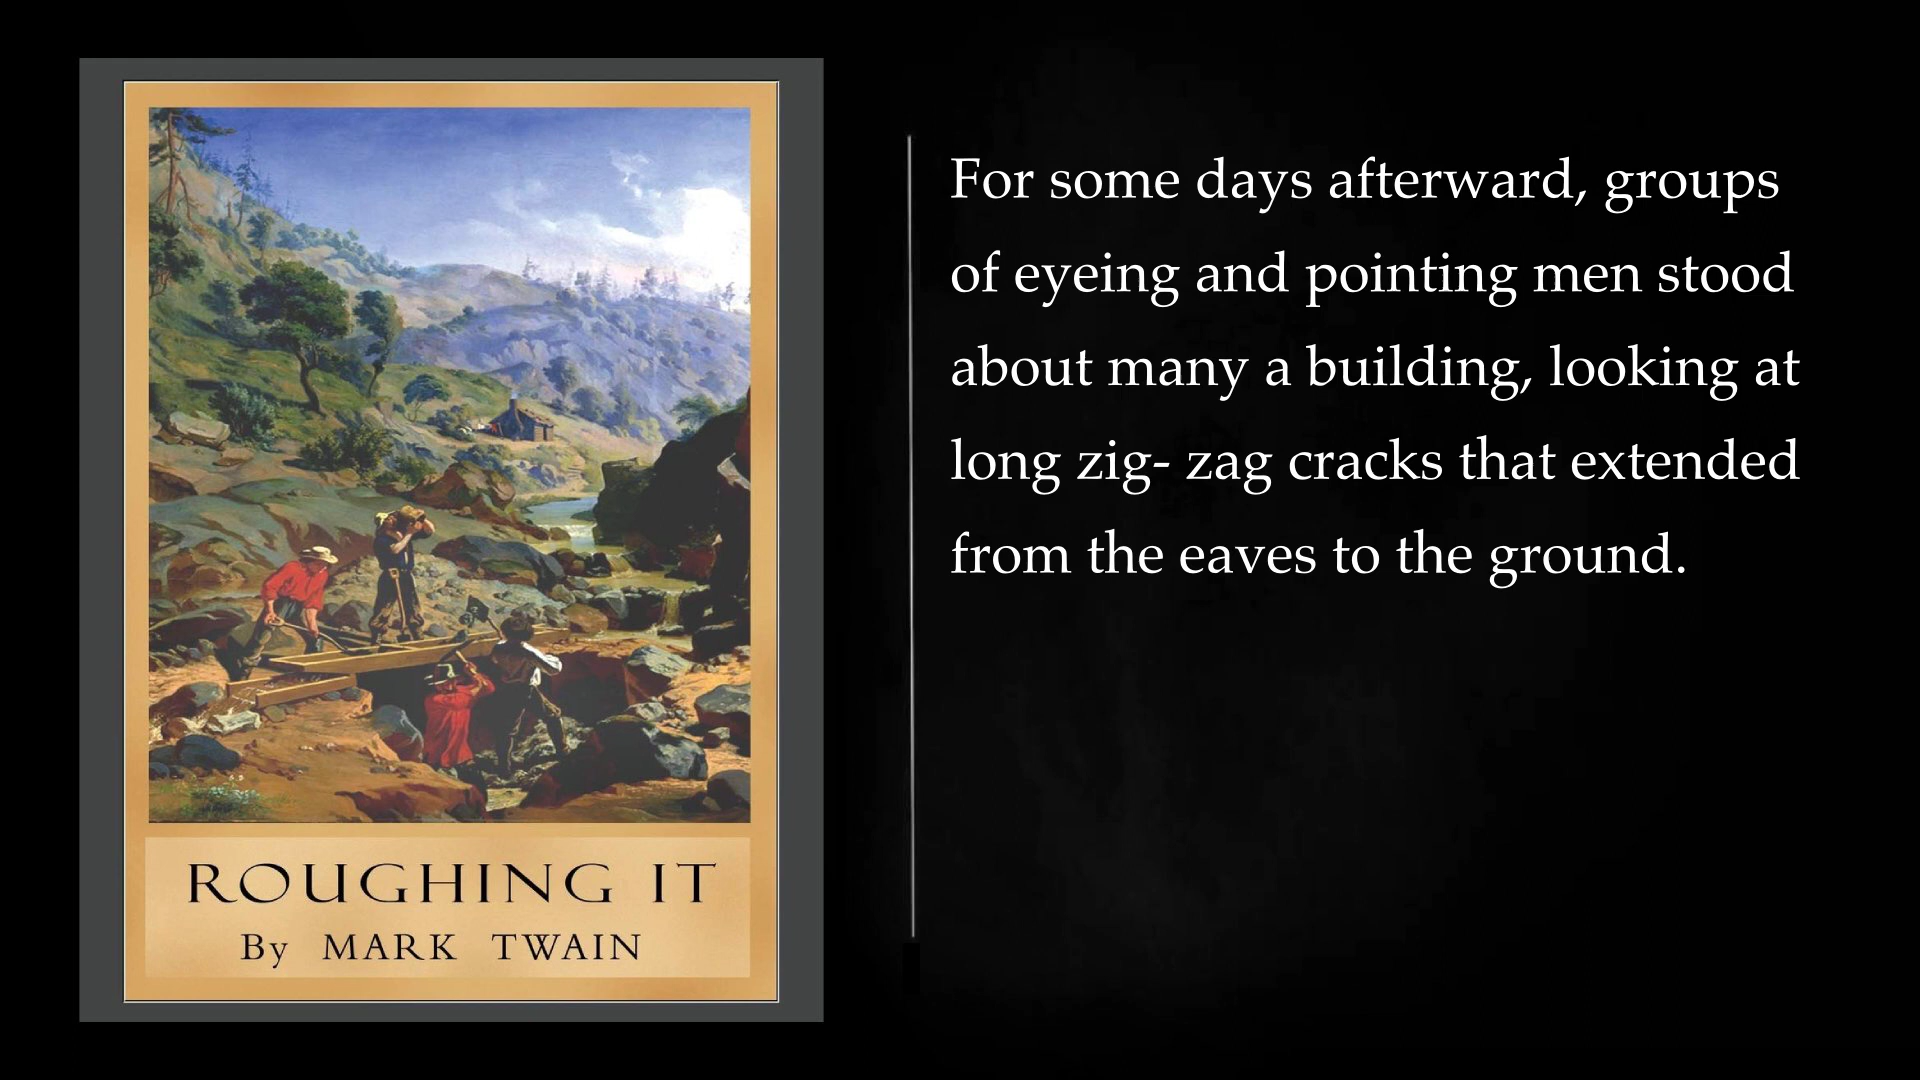 ROUGHING IT
By MARK TWAIN
For some days afterward, groups
of eyeing and pointing men stood
about many a building, looking at
long zig- zag cracks that extended
from the eaves to the ground.